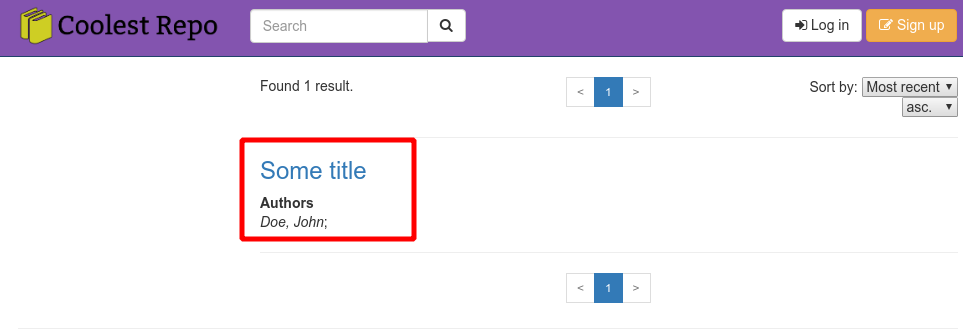 Coolest Repo
Search
Log in
Sign up
Found 1 result.
< 1 >
Sort by: Most recent
asc.
Some title
Authors
Doe, John;
< 1 >